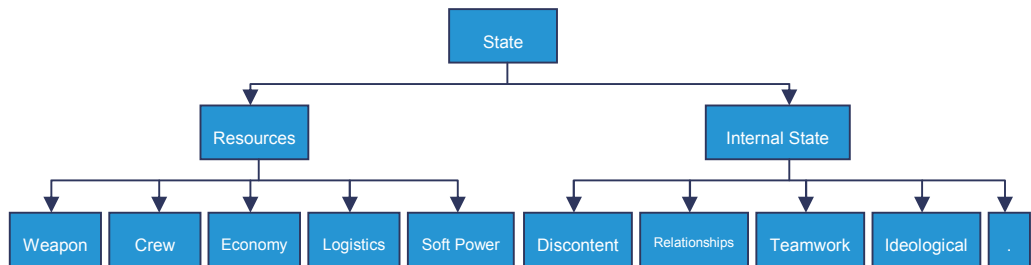 State
Resources
Internal State
Weapon
Crew
Economy
Logistics
Soft Power
Discontent
Relationships
Teamwork
Ideological
.